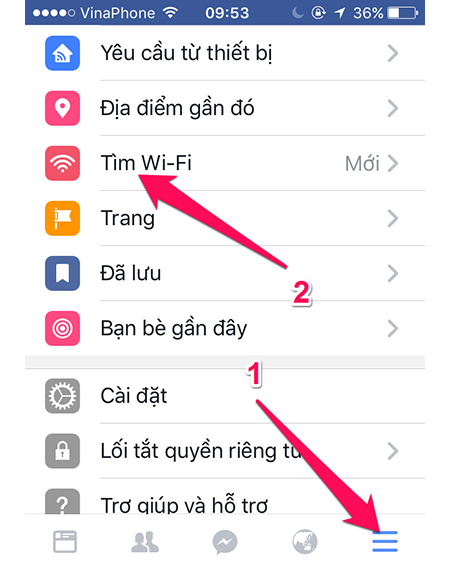 VinaPhone 09:53 36%
Yêu cầu từ thiết bị
Địa điểm gần đó
Tìm Wi-Fi Mới
Trang
Đã lưu
2
Bạn bè gần đây
1
Cài đặt
Lối tắt quyền riêng tư
? Trợ giúp và hỗ trợ